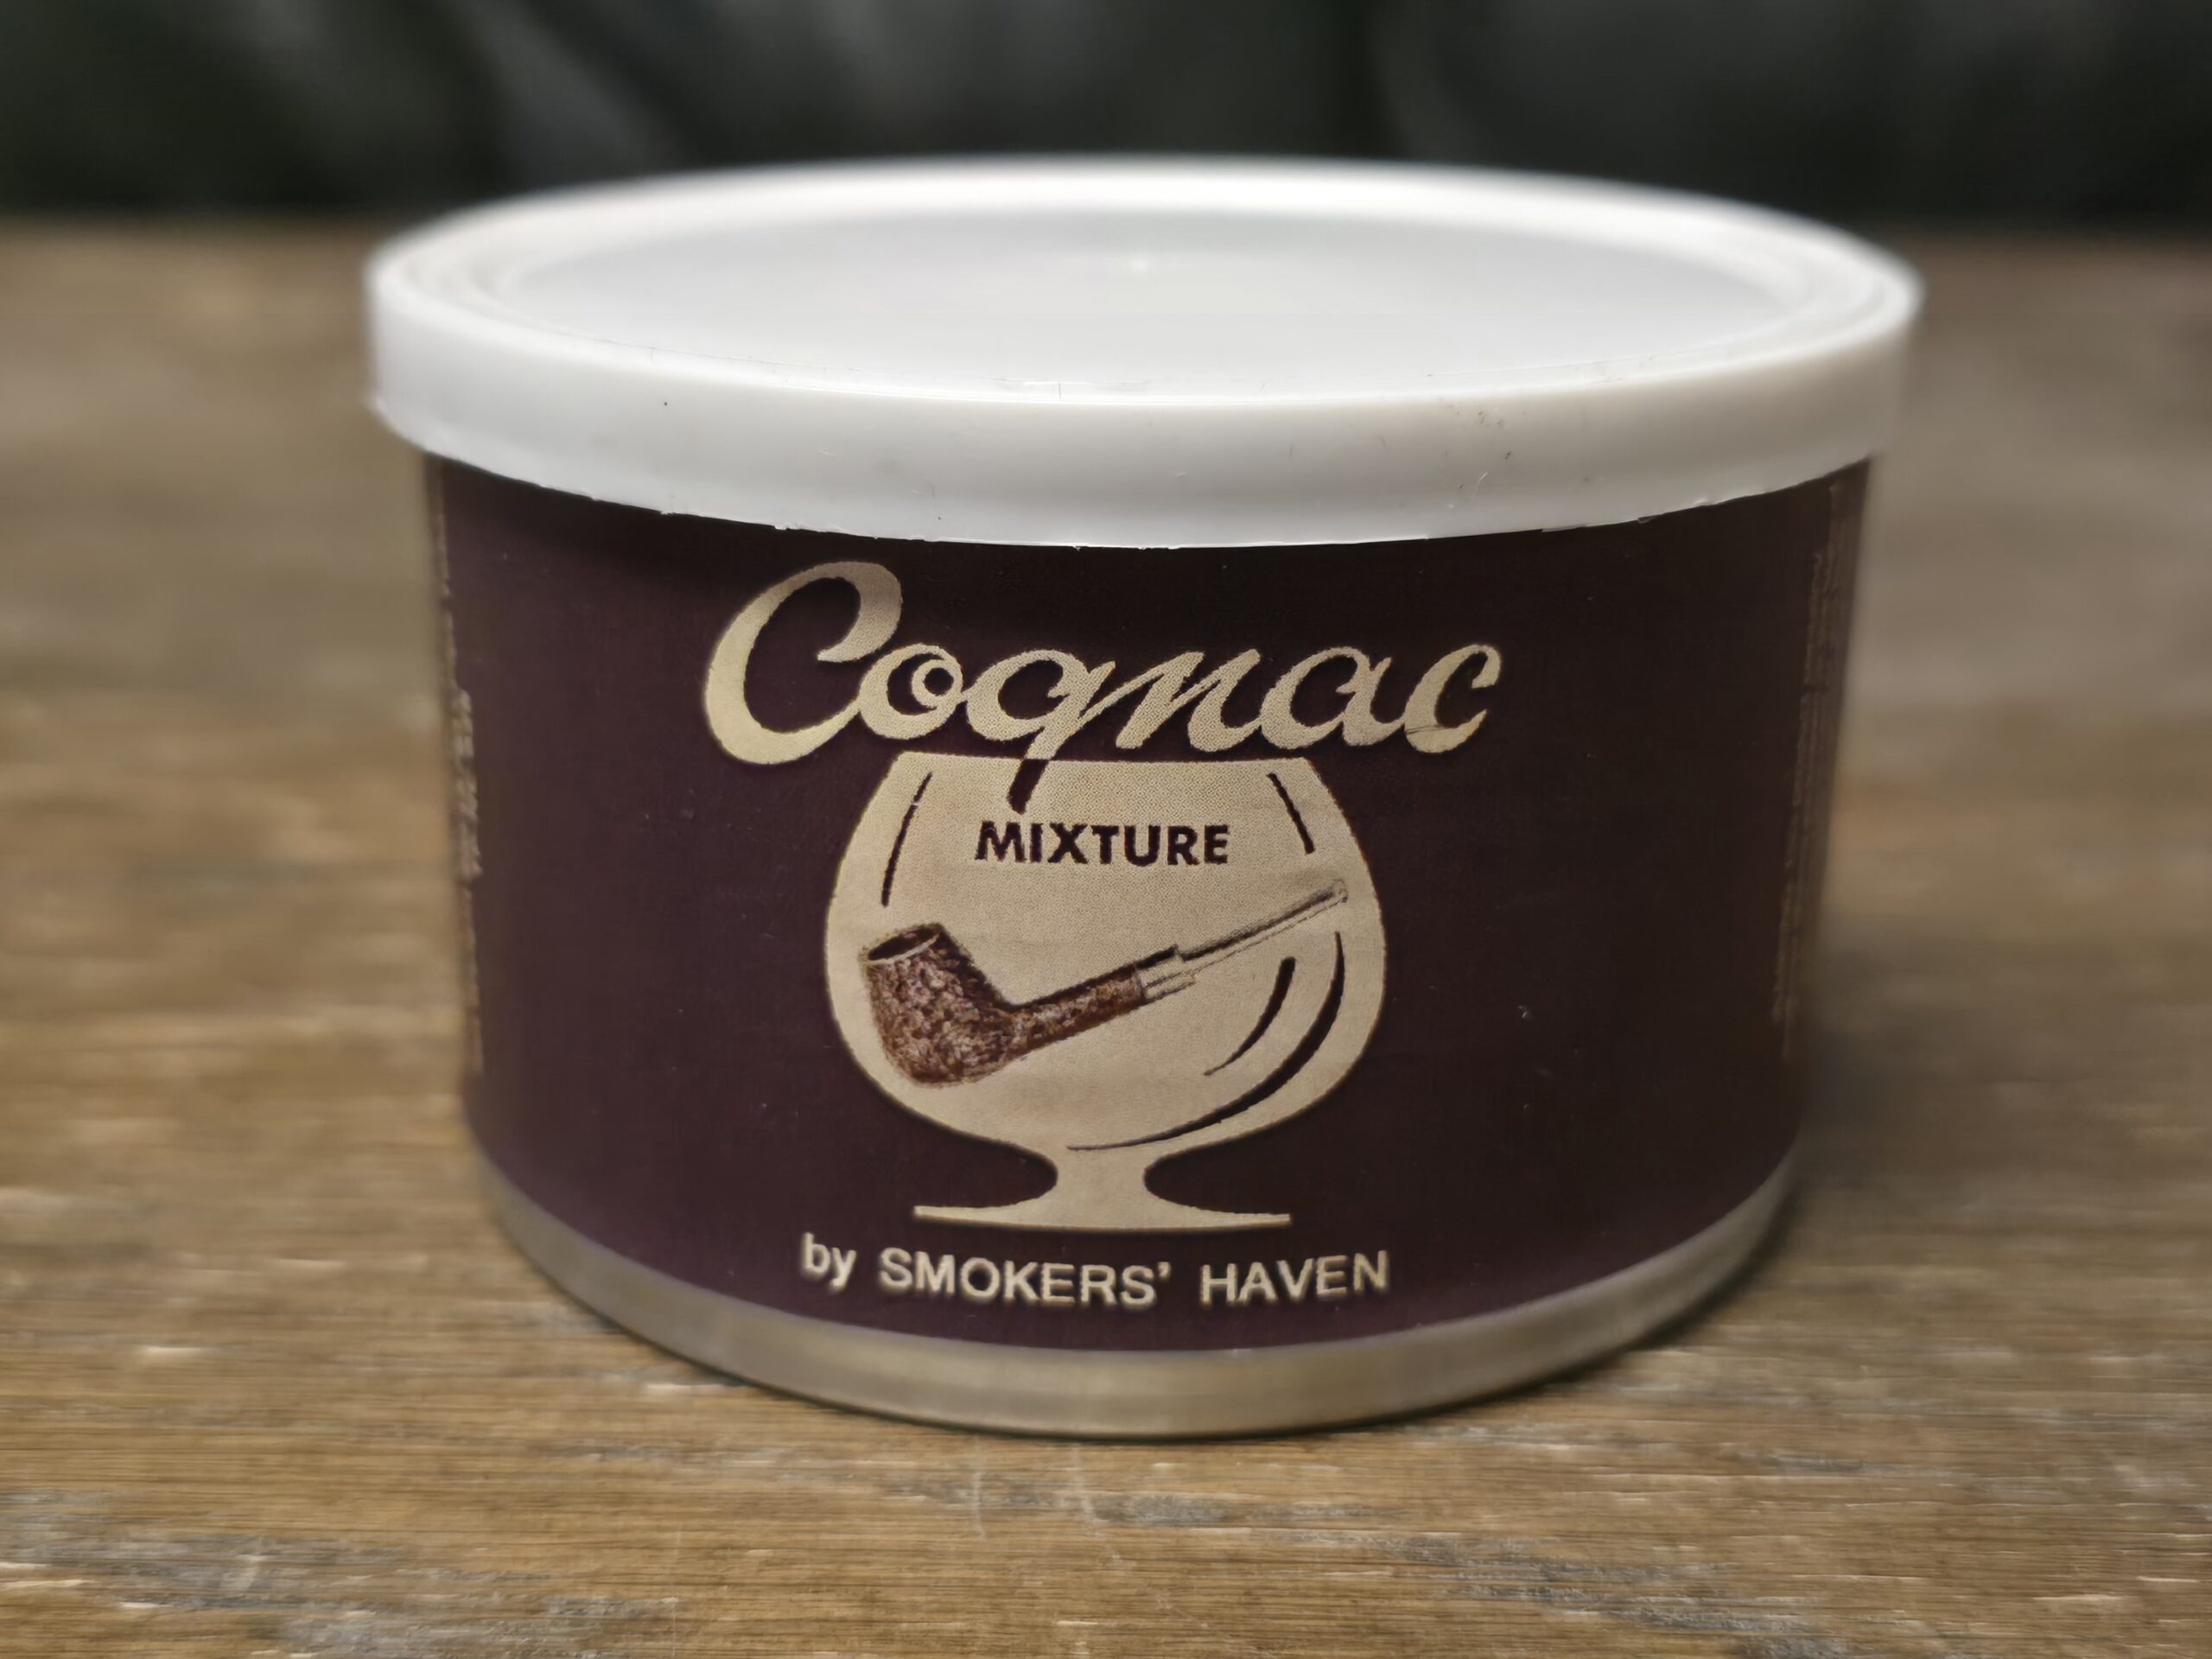 Cognac
MIXTURE
by SMOKERS' HAVEN